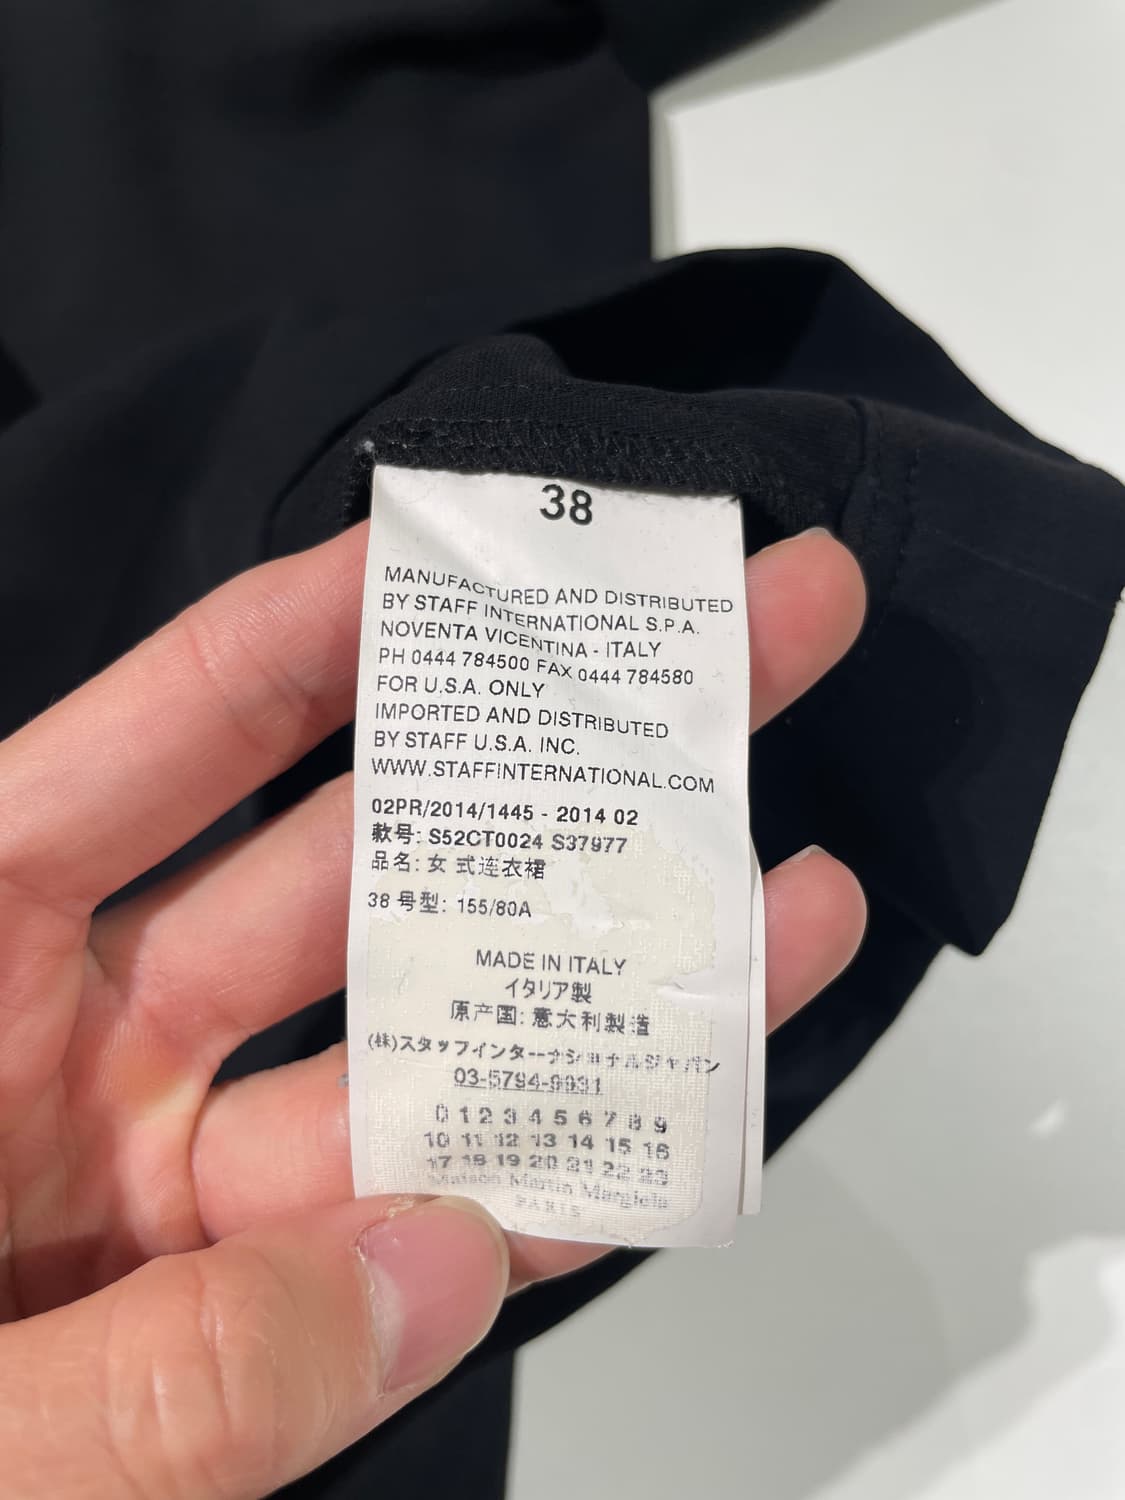 38
MANUFACTURED AND DISTRIBUTED
BY STAFF INTERNATIONAL S.P.A.
NOVENTA VICENTINA - ITALY
PH 0444 784500 FAX 0444 784580
FOR U.S.A. ONLY
IMPORTED AND DISTRIBUTED
BY STAFF U.S.A. INC.
WWW.STAFFINTERNATIONAL.COM
02PR/2014/1445 - 2014 02
款号: S52CT0024 S37977
品名: 女 式连衣裙
38 号型: 155/80A
MADE IN ITALY
イタリア製
原产国: 意大利製造
(株)スタッフインターナショナルジャパン
03-5794-9931
0 1 2 3 4 5 6 7 8 9
10 11 12 13 14 15 16
17 18 19 20 21 22 23
Maison Martin Margiela
PARIS